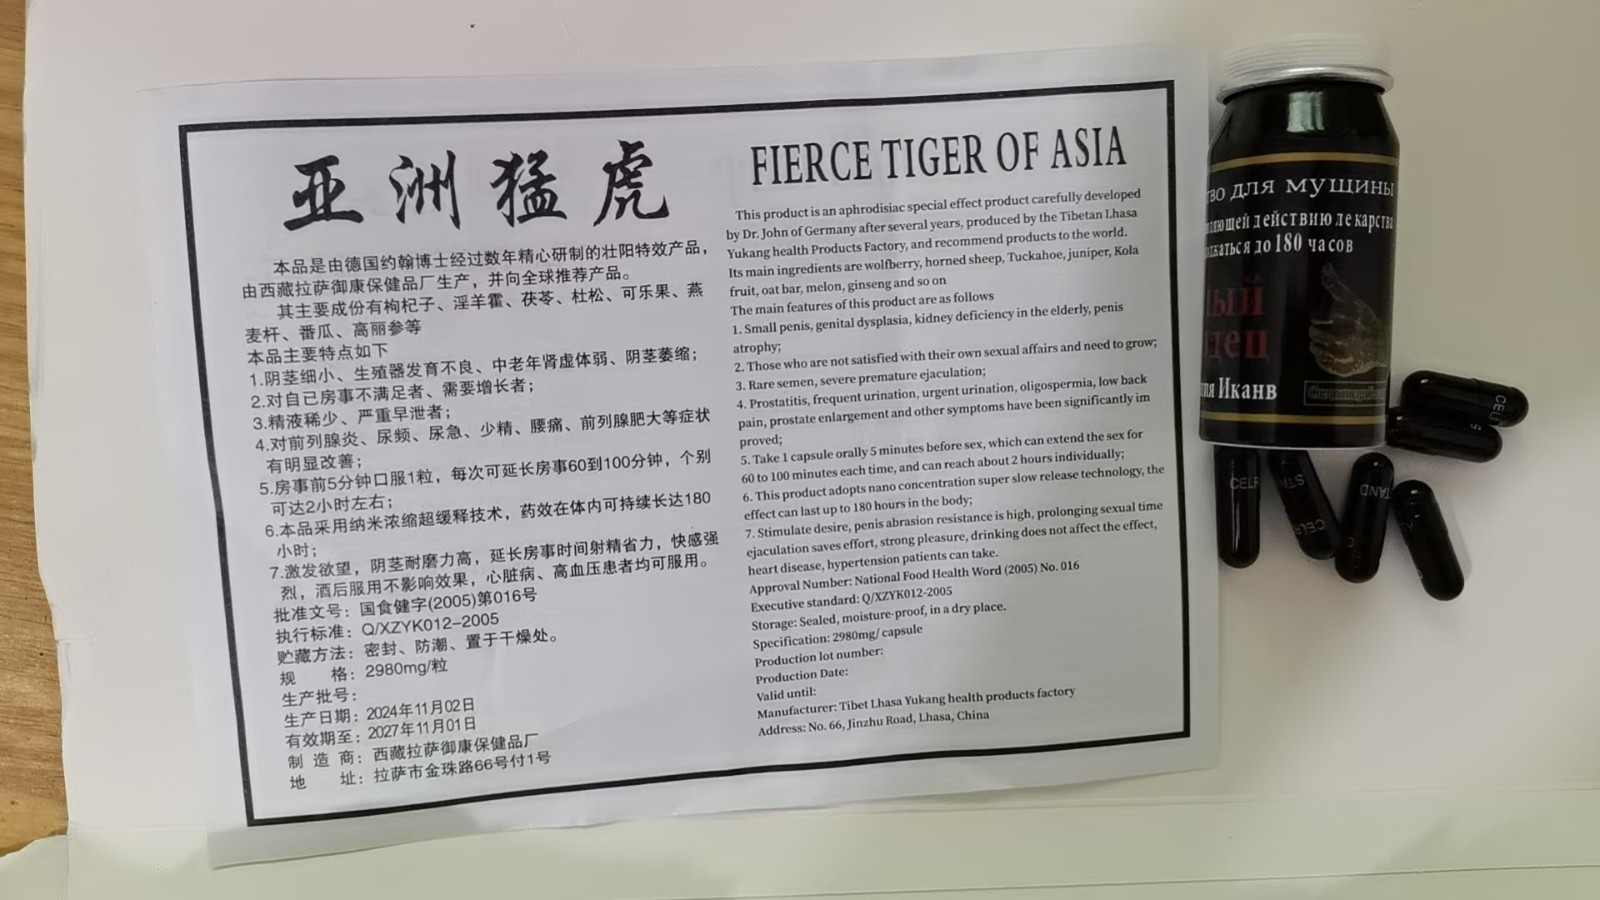 亚洲猛虎
本品是由德国约翰博士经过数年精心研制的壮阳特效产品，
由西藏拉萨御康保健品厂生产，并向全球推荐产品。
其主要成份有枸杞子、淫羊霍、茯苓、杜松、可乐果、燕
麦杆、番瓜、高丽参等
本品主要特点如下
1.阴茎细小、生殖器发育不良、中老年肾虚体弱、阴茎萎缩；
2.对自己房事不满足者、需要增长者；
3.精液稀少、严重早泄者；
4.对前列腺炎、尿频、尿急、少精、腰痛、前列腺肥大等症状
有明显改善；
5.房事前5分钟口服1粒，每次可延长房事60到100分钟，个别
可达2小时左右；
6.本品采用纳米浓缩超缓释技术，药效在体内可持续长达180
小时；
7.激发欲望，阴茎耐磨力高，延长房事时间射精省力，快感强
烈，酒后服用不影响效果，心脏病、高血压患者均可服用。
批准文号：国食健字(2005)第016号
执行标准：Q/XZYK012-2005
贮藏方法：密封、防潮、置于干燥处。
规 格：2980mg/粒
生产批号：
生产日期：2024年11月02日
有效期至：2027年11月01日
制 造 商：西藏拉萨御康保健品厂
地 址：拉萨市金珠路66号付1号
FIERCE TIGER OF ASIA
This product is an aphrodisiac special effect product carefully developed
by Dr. John of Germany after several years, produced by the Tibetan Lhasa
Yukang health Products Factory, and recommend products to the world.
Its main ingredients are wolfberry, horned sheep, Tuckahoe, juniper, Kola
fruit, oat bar, melon, ginseng and so on
The main features of this product are as follows
1. Small penis, genital dysplasia, kidney deficiency in the elderly, penis
atrophy;
2. Those who are not satisfied with their own sexual affairs and need to grow;
3. Rare semen, severe premature ejaculation;
4. Prostatitis, frequent urination, urgent urination, oligospermia, low back
pain, prostate enlargement and other symptoms have been significantly im
proved;
5. Take 1 capsule orally 5 minutes before sex, which can extend the sex for
60 to 100 minutes each time, and can reach about 2 hours individually;
6. This product adopts nano concentration super slow release technology, the
effect can last up to 180 hours in the body;
7. Stimulate desire, penis abrasion resistance is high, prolonging sexual time
ejaculation saves effort, strong pleasure, drinking does not affect the effect,
heart disease, hypertension patients can take.
Approval Number: National Food Health Word (2005) No. 016
Executive standard: Q/XZYK012-2005
Storage: Sealed, moisture-proof, in a dry place.
Specification: 2980mg/ capsule
Production lot number:
Production Date:
Valid until:
Manufacturer: Tibet Lhasa Yukang health products factory
Address: No. 66, Jinzhu Road, Lhasa, China
тво для мущины
яющей действию лекарства
лжаться до 180 часов
ый
дец
ия Иканв